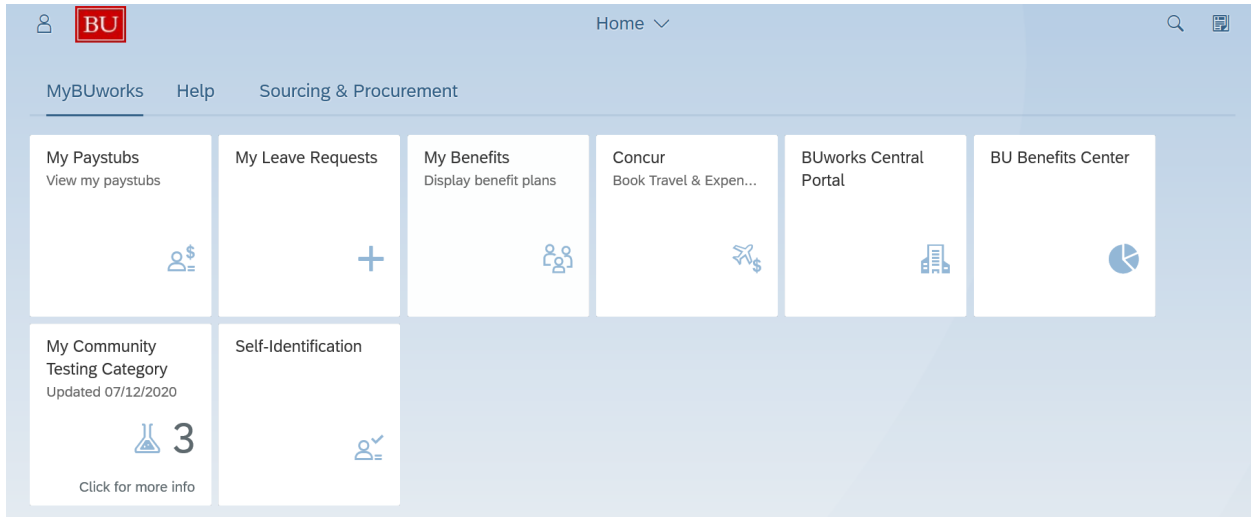 BU
Home
MyBUworks Help Sourcing & Procurement
My Paystubs
View my paystubs
My Leave Requests
My Benefits
Display benefit plans
Concur
Book Travel & Expen...
BUworks Central
Portal
BU Benefits Center
My Community
Testing Category
Updated 07/12/2020
3
Click for more info
Self-Identification